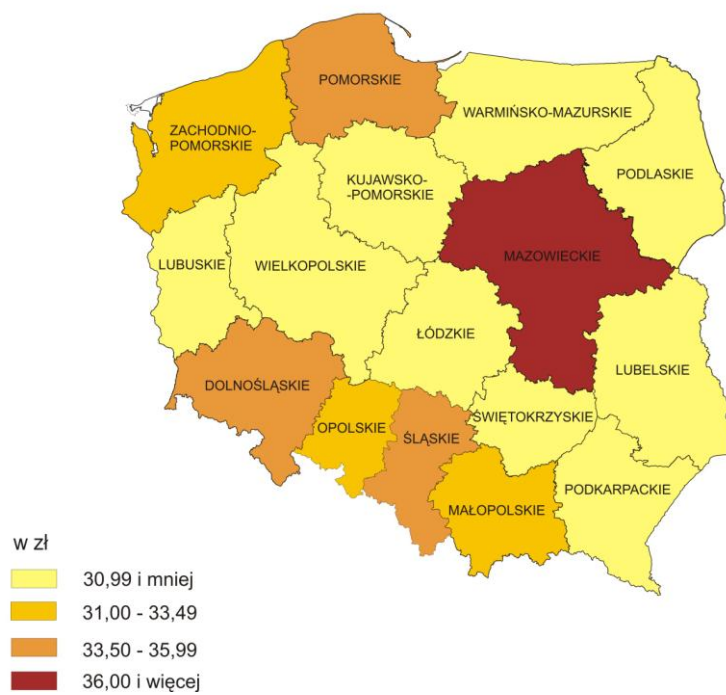 POMORSKIE
WARMIŃSKO-MAZURSKIE
ZACHODNIO-
POMORSKIE
PODLASKIE
KUJAWSKO-
-POMORSKIE
MAZOWIECKIE
LUBUSKIE
WIELKOPOLSKIE
ŁÓDZKIE
LUBELSKIE
DOLNOŚLĄSKIE
ŚWIĘTOKRZYSKIE
OPOLSKIE
ŚLĄSKIE
PODKARPACKIE
MAŁOPOLSKIE
w zł
30,99 i mniej
31,00 - 33,49
33,50 - 35,99
36,00 i więcej